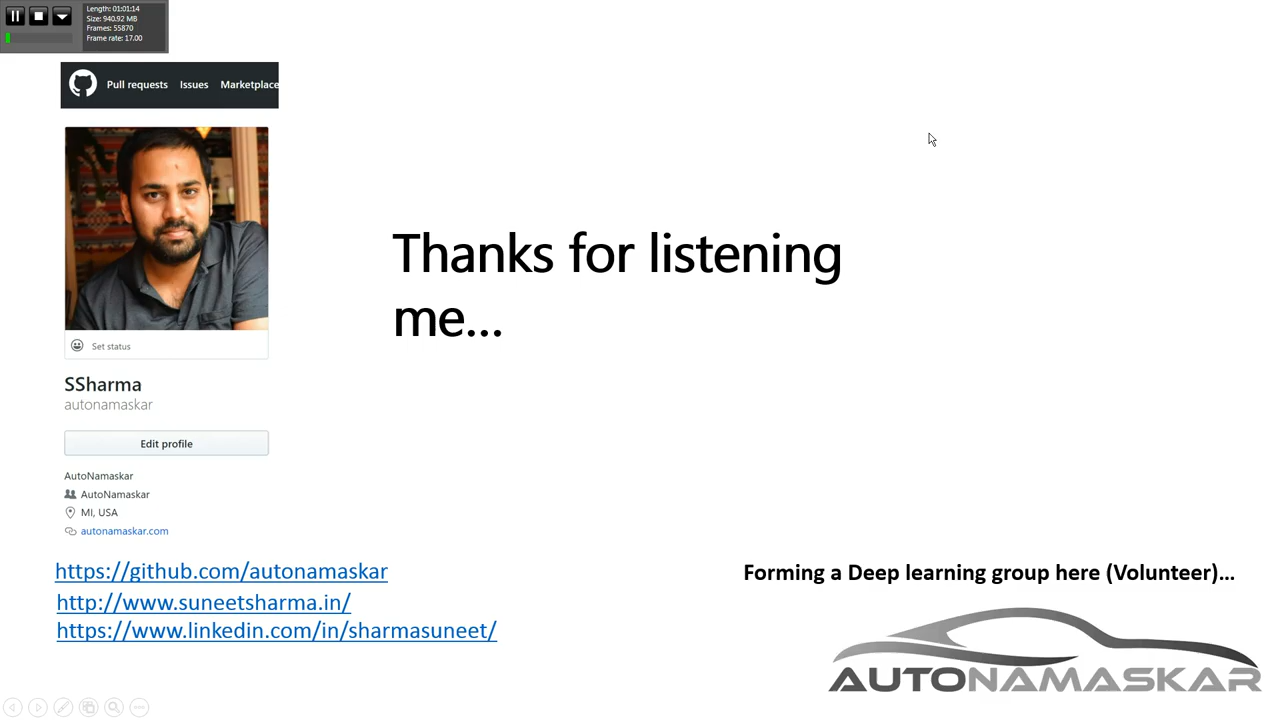 Length: 01:01:14
Size: 940.92 MB
Frames: 55870
Frame rate: 17.00
Pull requests Issues Marketplace
Thanks for listening
me...
Set status
SSharma
autonamaskar
Edit profile
AutoNamaskar
AutoNamaskar
MI, USA
autonamaskar.com
https://github.com/autonamaskar
http://www.suneetsharma.in/
https://www.linkedin.com/in/sharmasuneet/
Forming a Deep learning group here (Volunteer)...
AUTONAMASKAR